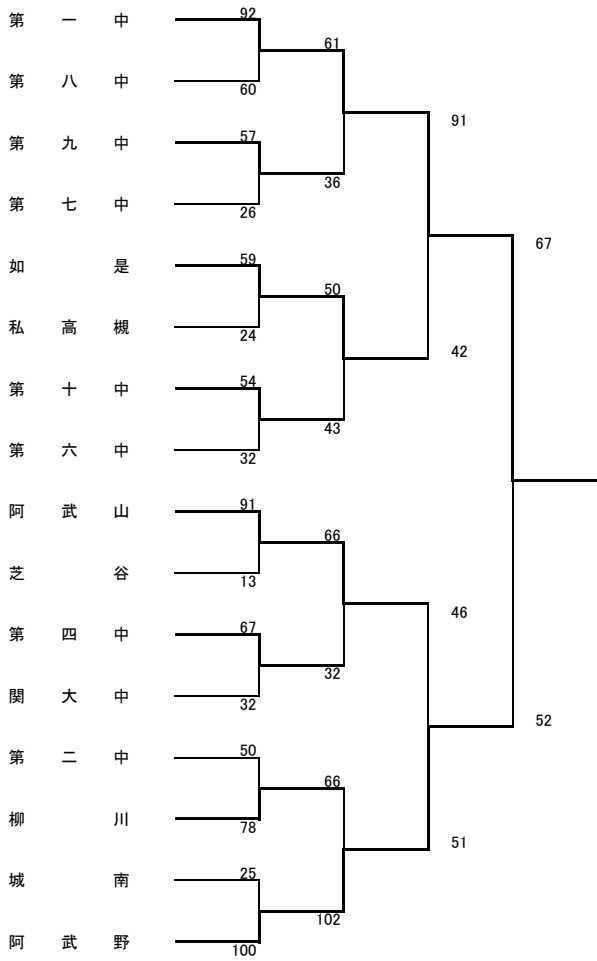 第一中 92
61
第八中 60
91
第九中 57
36
第七中 26
67
如是 59
50
私高槻 24
42
第十中 54
43
第六中 32
阿武山 91
66
芝谷 13
46
第四中 67
32
関大中 32
52
第二中 50
66
柳川 78
51
城南 25
102
阿武野 100